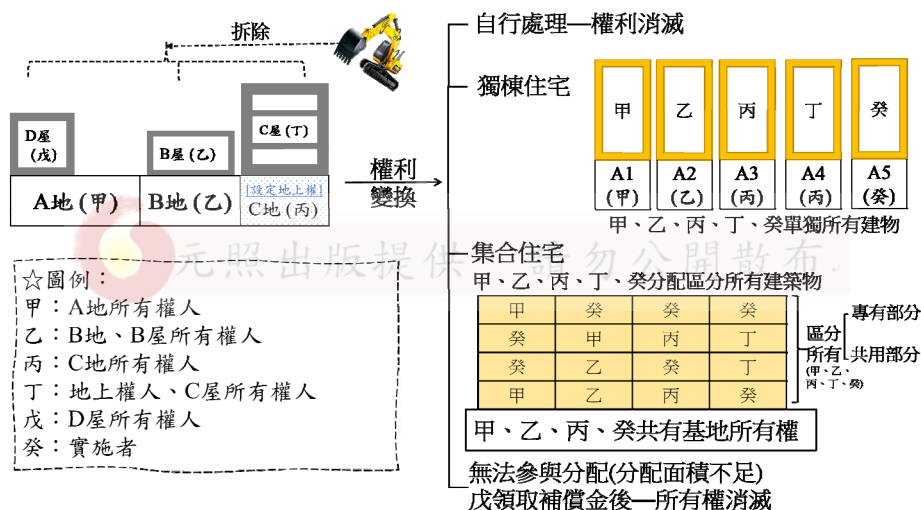 拆除
D屋
(戊)
B屋(乙)
C屋(丁)
A地(甲)
B地(乙)
[設定地上權]
C地(丙)
權利
變換
☆圖例：
甲：A地所有權人
乙：B地、B屋所有權人
丙：C地所有權人
丁：地上權人、C屋所有權人
戊：D屋所有權人
癸：實施者
自行處理—權利消滅
獨棟住宅
甲 乙 丙 丁 癸
A1 A2 A3 A4 A5
(甲) (乙) (丙) (丙) (癸)
甲、乙、丙、丁、癸單獨所有建物
元照出版提供 請勿公開散布
集合住宅
甲、乙、丙、丁、癸分配區分所有建築物
甲 癸 癸 癸
癸 甲 丙 丁
癸 乙 癸 丁
甲 乙 丙 癸
區分
所有
(甲、乙、
丙、丁、癸)
專有部分
共用部分
甲、乙、丙、癸共有基地所有權
無法參與分配(分配面積不足)
戊領取補償金後—所有權消滅